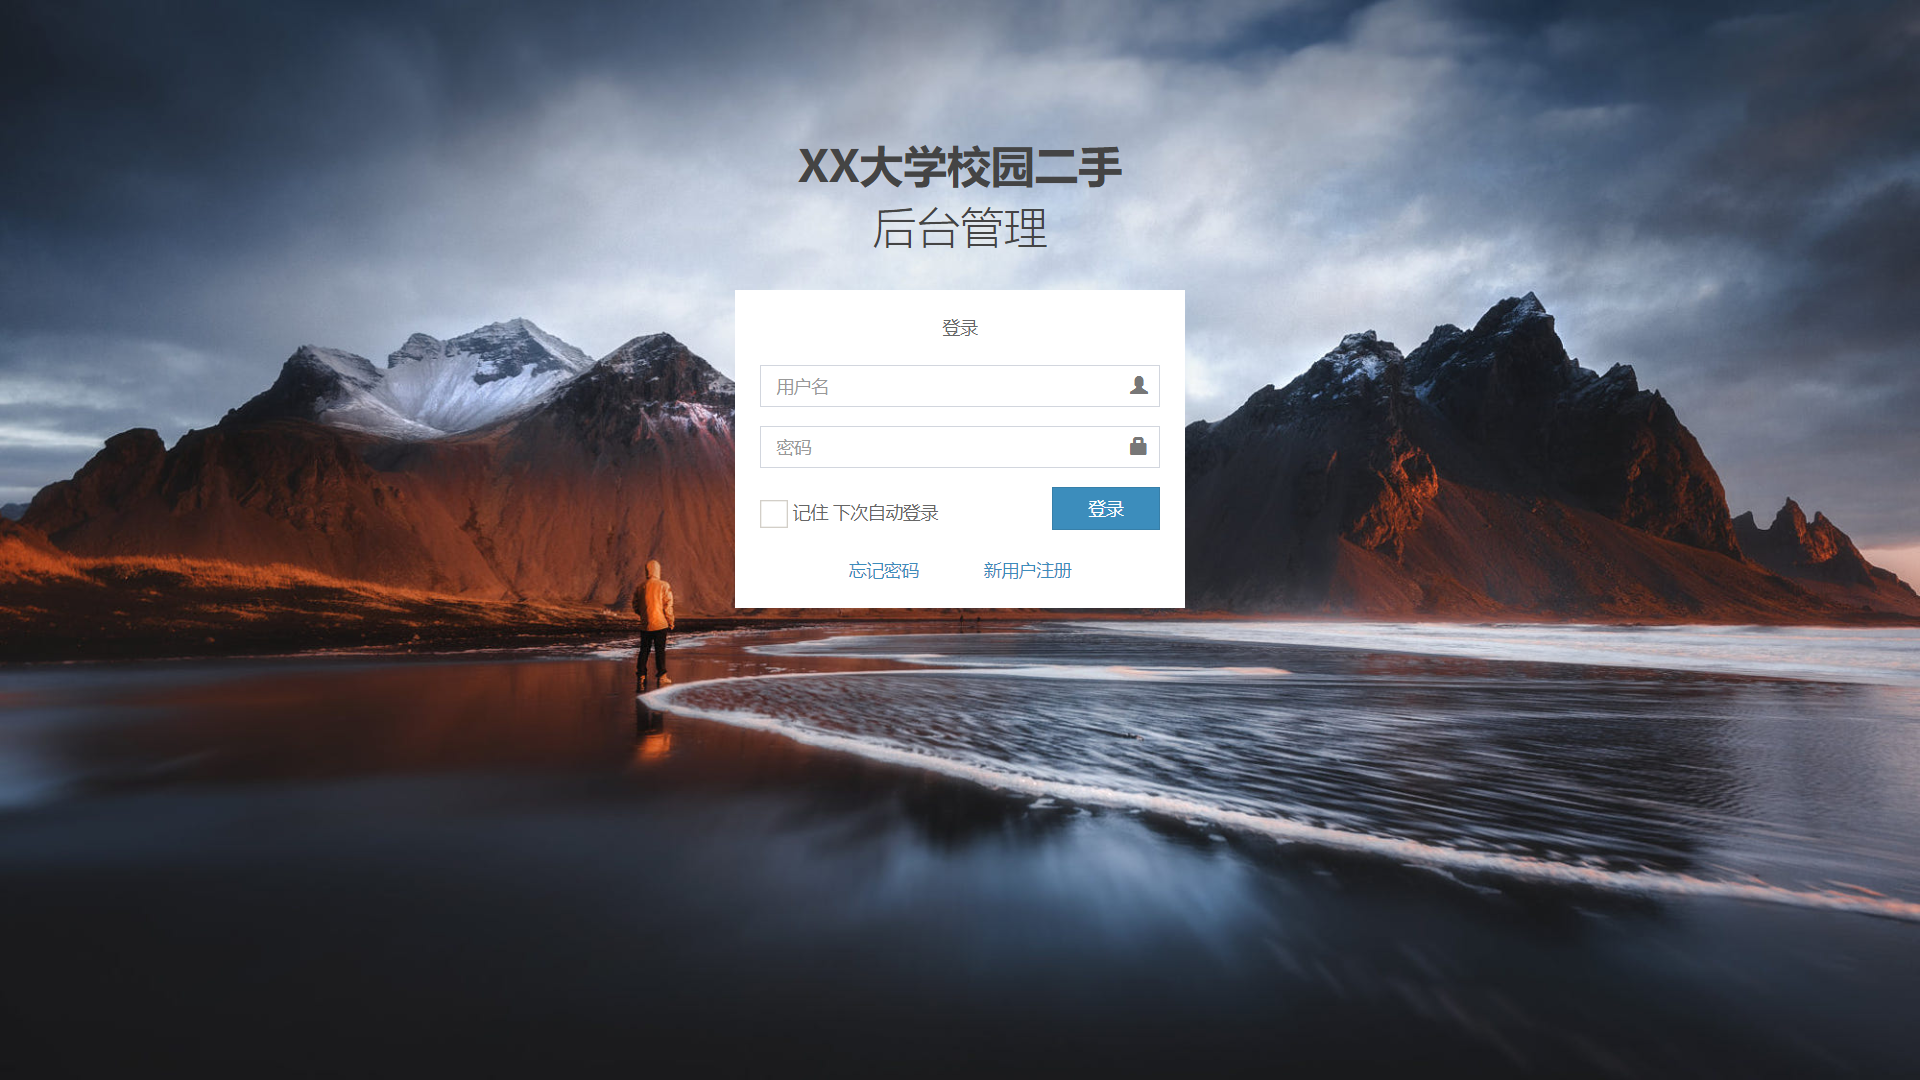 XX大学校园二手
后台管理
登录
用户名
密码
记住 下次自动登录
登录
忘记密码
新用户注册